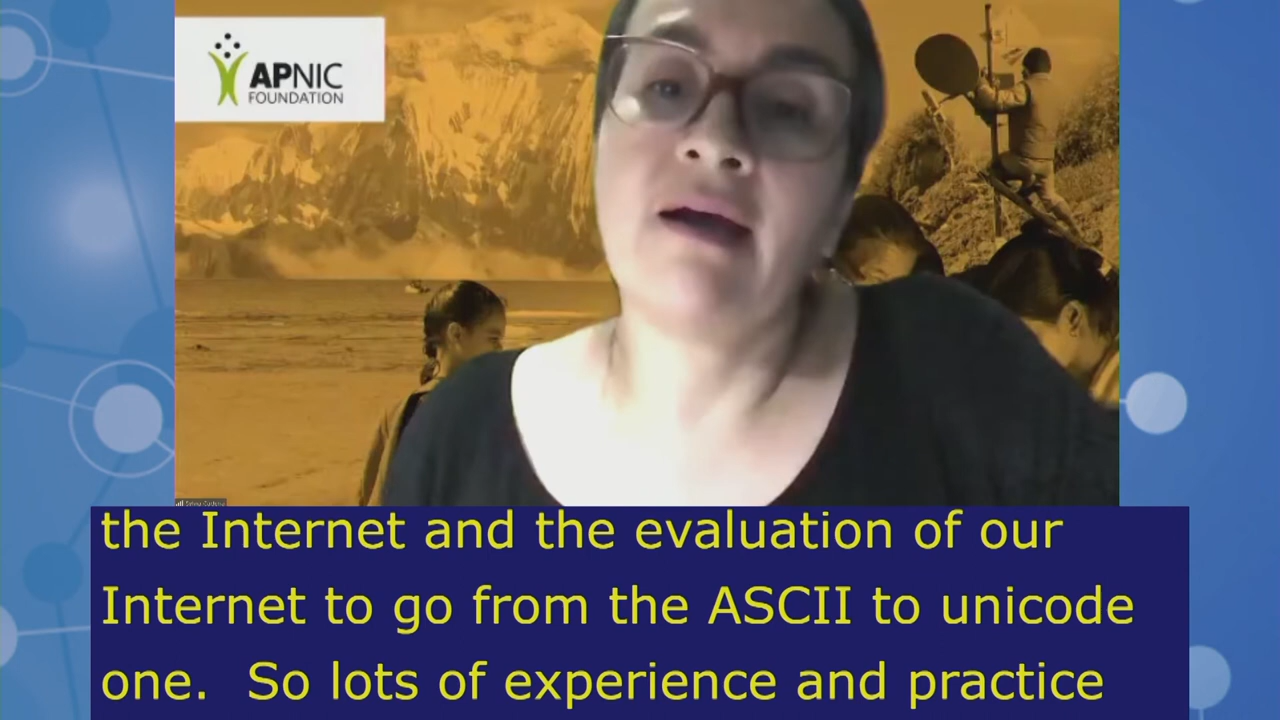 APNIC
FOUNDATION
the Internet and the evaluation of our
Internet to go from the ASCII to unicode
one.  So lots of experience and practice